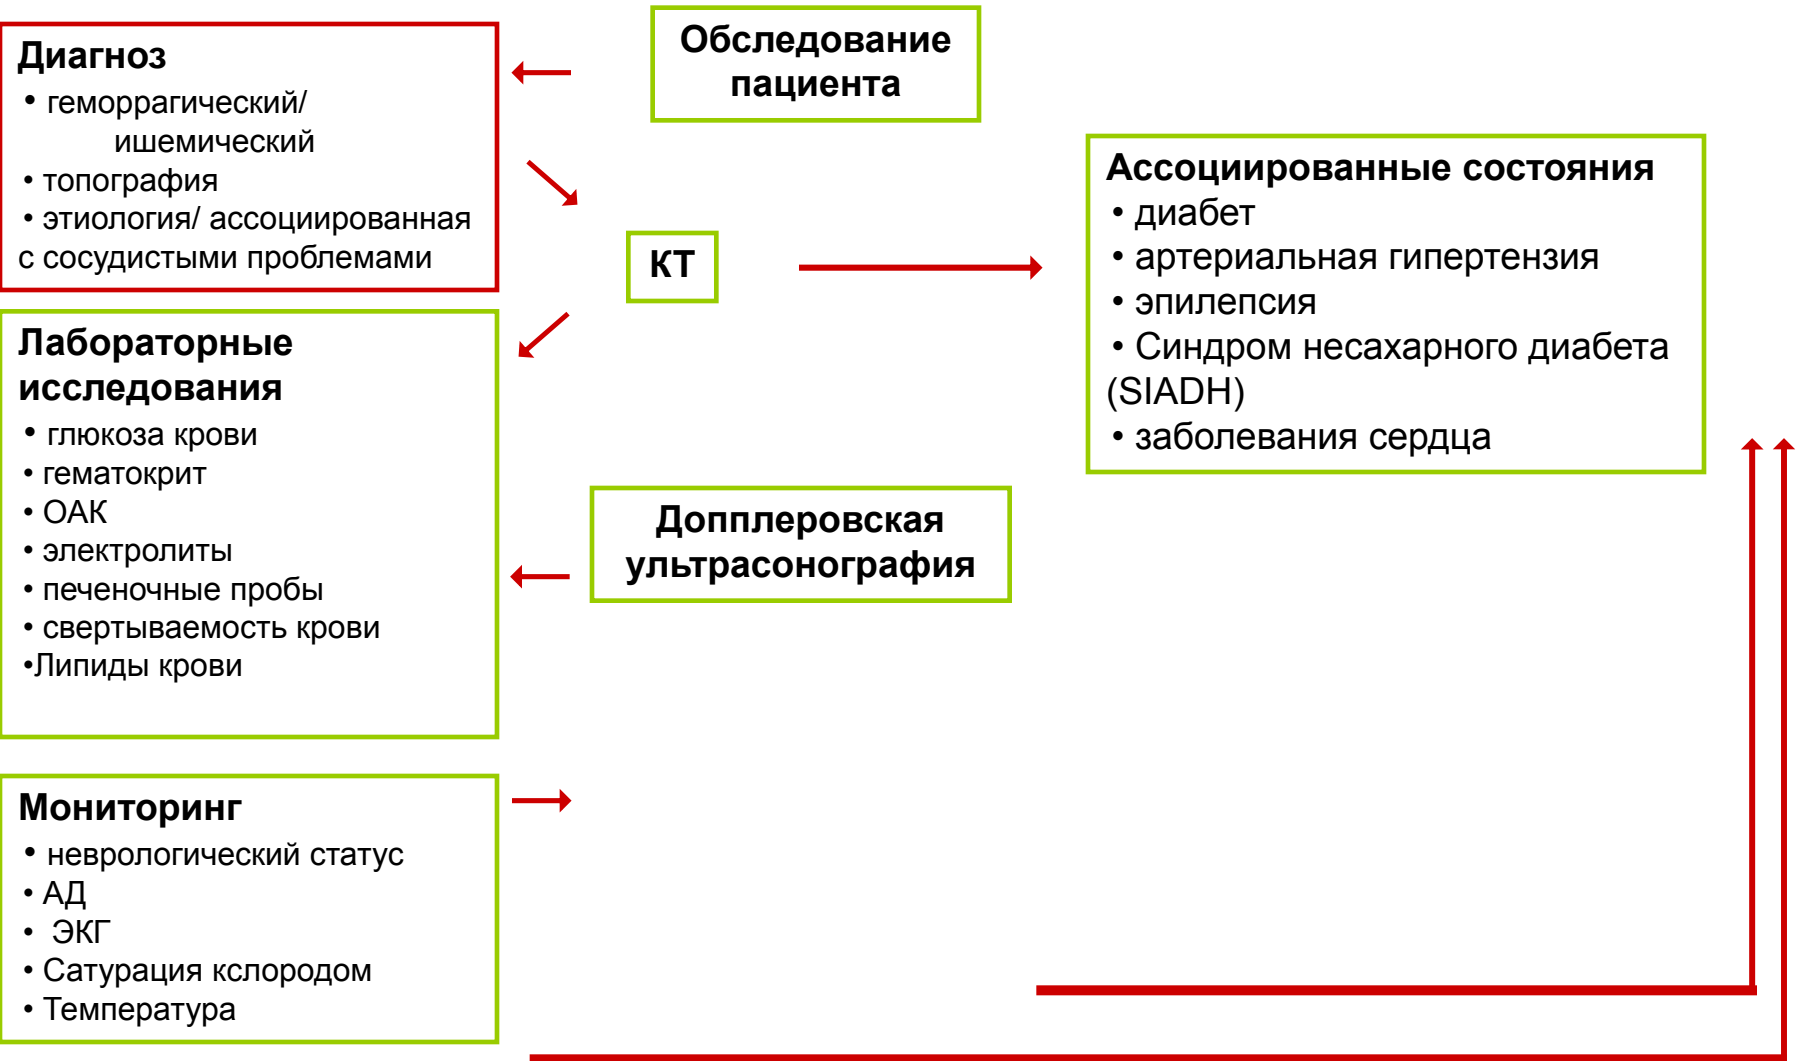 Диагноз
• геморрагический/
ишемический
• топография
• этиология/ ассоциированная
с сосудистыми проблемами
Обследование
пациента
КТ
Ассоциированные состояния
• диабет
• артериальная гипертензия
• эпилепсия
• Синдром несахарного диабета
(SIADH)
• заболевания сердца
Лабораторные
исследования
• глюкоза крови
• гематокрит
• ОАК
• электролиты
• печеночные пробы
• свертываемость крови
•Липиды крови
Допплеровская
ультрасонография
Мониторинг
• неврологический статус
• АД
• ЭКГ
• Сатурация кслородом
• Температура